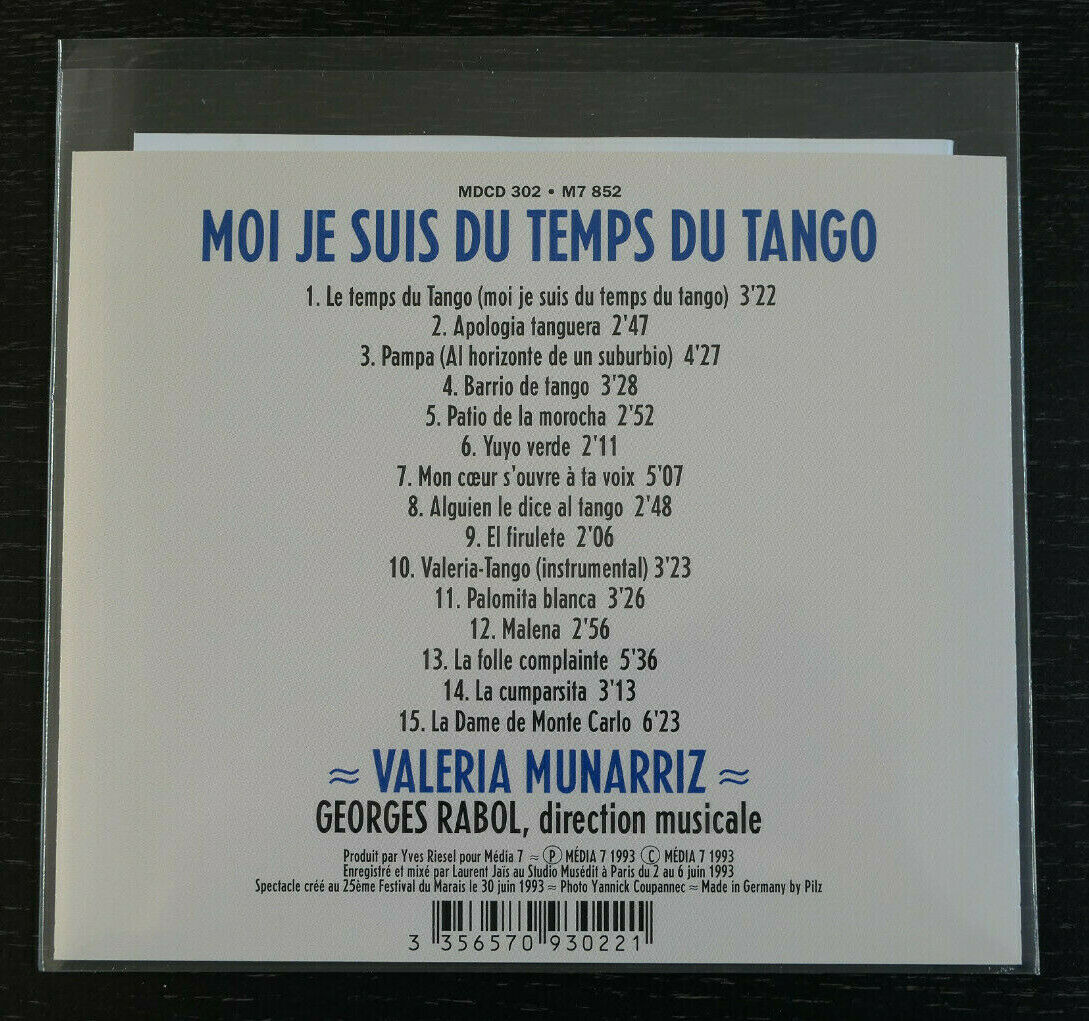 MDCD 302 • M7 852
MOI JE SUIS DU TEMPS DU TANGO
1. Le temps du Tango (moi je suis du temps du tango) 3'22
2. Apologia tanguera 2'47
3. Pampa (Al horizonte de un suburbio) 4'27
4. Barrio de tango 3'28
5. Patio de la morocha 2'52
6. Yuyo verde 2'11
7. Mon cœur s'ouvre à ta voix 5'07
8. Alguien le dice al tango 2'48
9. El firulete 2'06
10. Valeria-Tango (instrumental) 3'23
11. Palomita blanca 3'26
12. Malena 2'56
13. La folle complainte 5'36
14. La cumparsita 3'13
15. La Dame de Monte Carlo 6'23
≈ VALERIA MUNARRIZ ≈
GEORGES RABOL, direction musicale
Produit par Yves Riesel pour Média 7 ≈ Ⓟ MÉDIA 7 1993 Ⓒ MÉDIA 7 1993
Enregistré et mixé par Laurent Jaïs au Studio Musédit à Paris du 2 au 6 juin 1993
Spectacle créé au 25ème Festival du Marais le 30 juin 1993 ≈ Photo Yannick Coupannec ≈ Made in Germany by Pilz
3 356570 930221